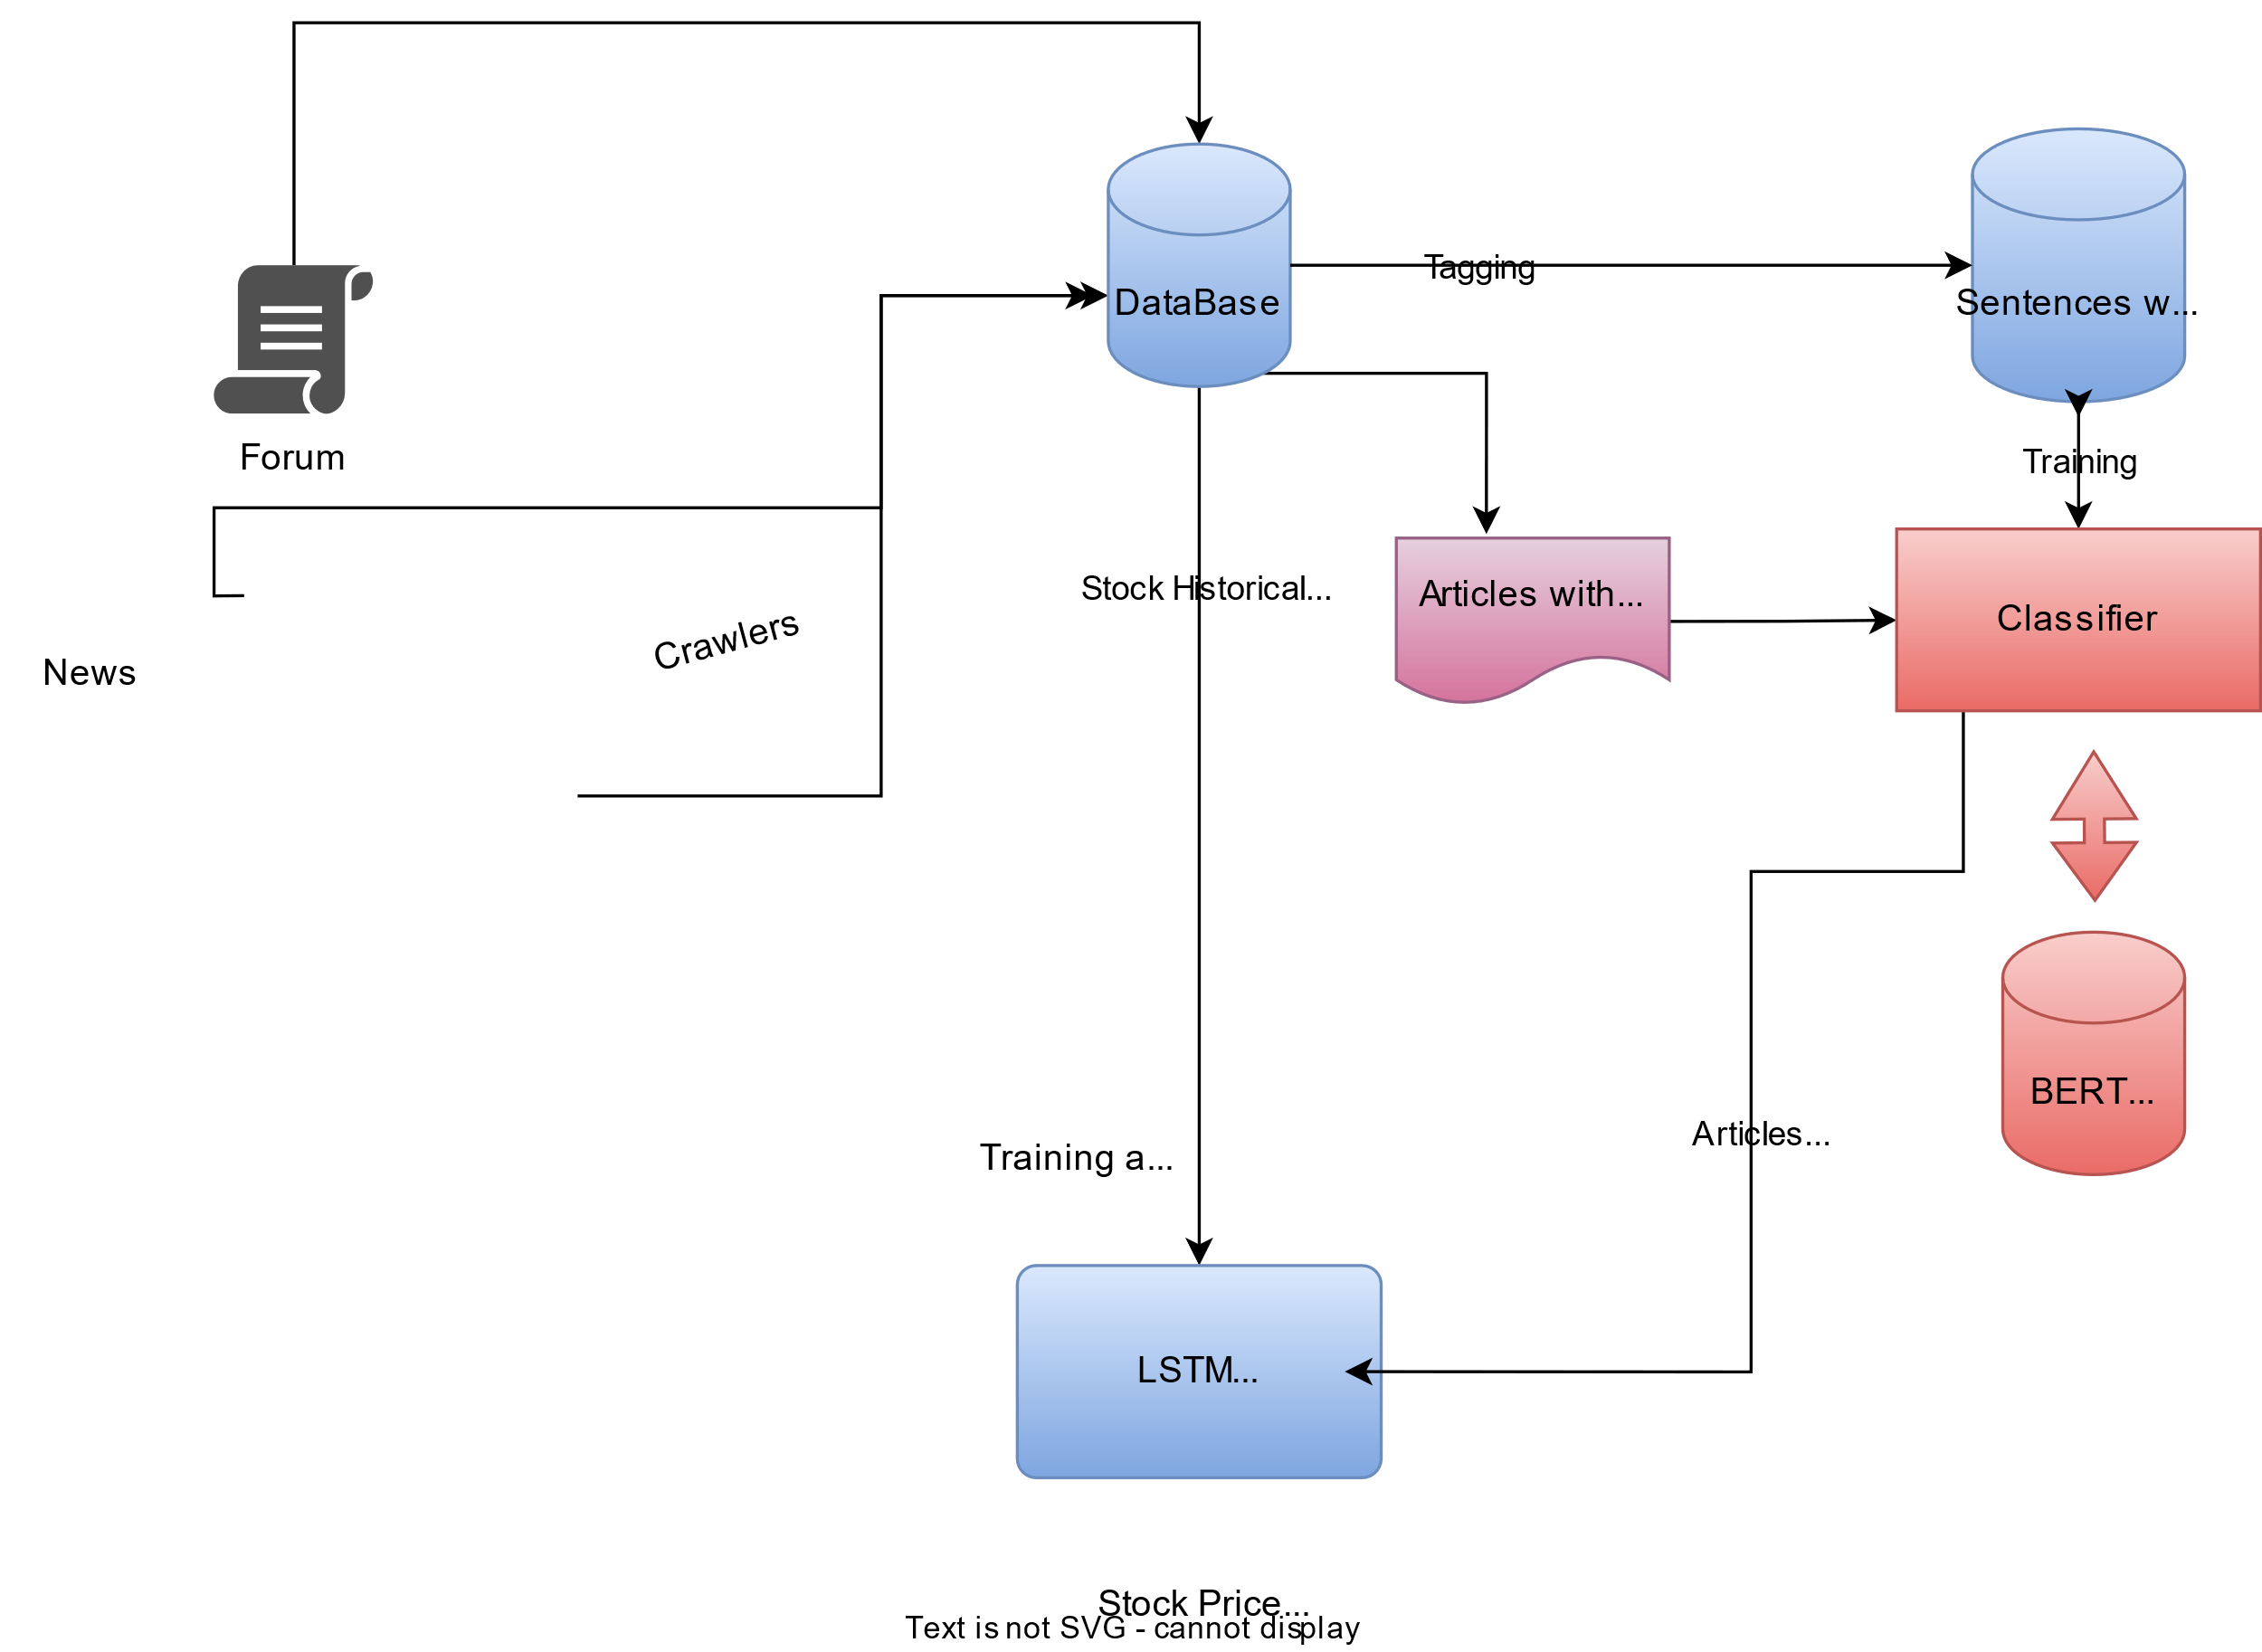 Tagging
DataBase
Sentences w...
Forum
Training
Stock Historical...
Articles with...
Classifier
Crawlers
News
BERT...
Articles...
Training a...
LSTM...
Stock Price...
Text is not SVG - cannot display